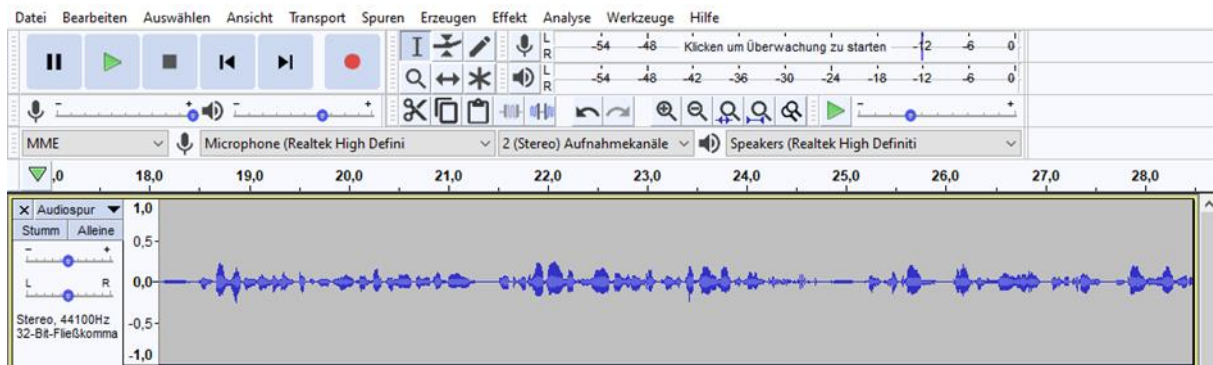 Datei Bearbeiten Auswählen Ansicht Transport Spuren Erzeugen Effekt Analyse Werkzeuge Hilfe
L R -54 -48 Klicken um Überwachung zu starten -12 -6 0
L R -54 -48 -42 -36 -30 -24 -18 -12 -6 0
- + - + - +
MME Microphone (Realtek High Defini 2 (Stereo) Aufnahmekanäle Speakers (Realtek High Definiti
,0 18,0 19,0 20,0 21,0 22,0 23,0 24,0 25,0 26,0 27,0 28,0
X Audiospur 1,0
Stumm Alleine
0,5
- +
L R 0,0
Stereo, 44100Hz
-0,5
32-Bit-Fließkomma
-1,0